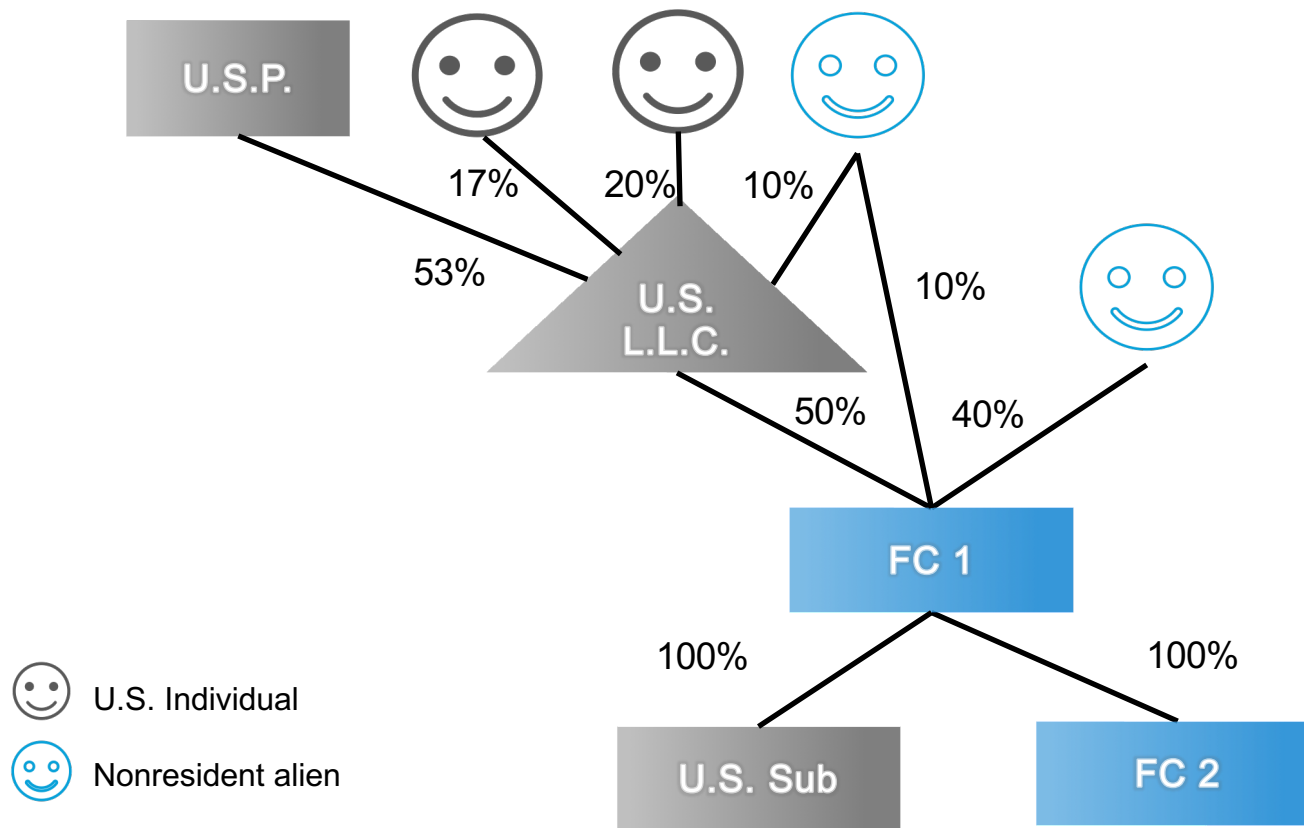 U.S.P.
17%
20%
10%
53%
U.S.
L.L.C.
10%
50%
40%
FC 1
100%
100%
U.S. Individual
Nonresident alien
U.S. Sub
FC 2